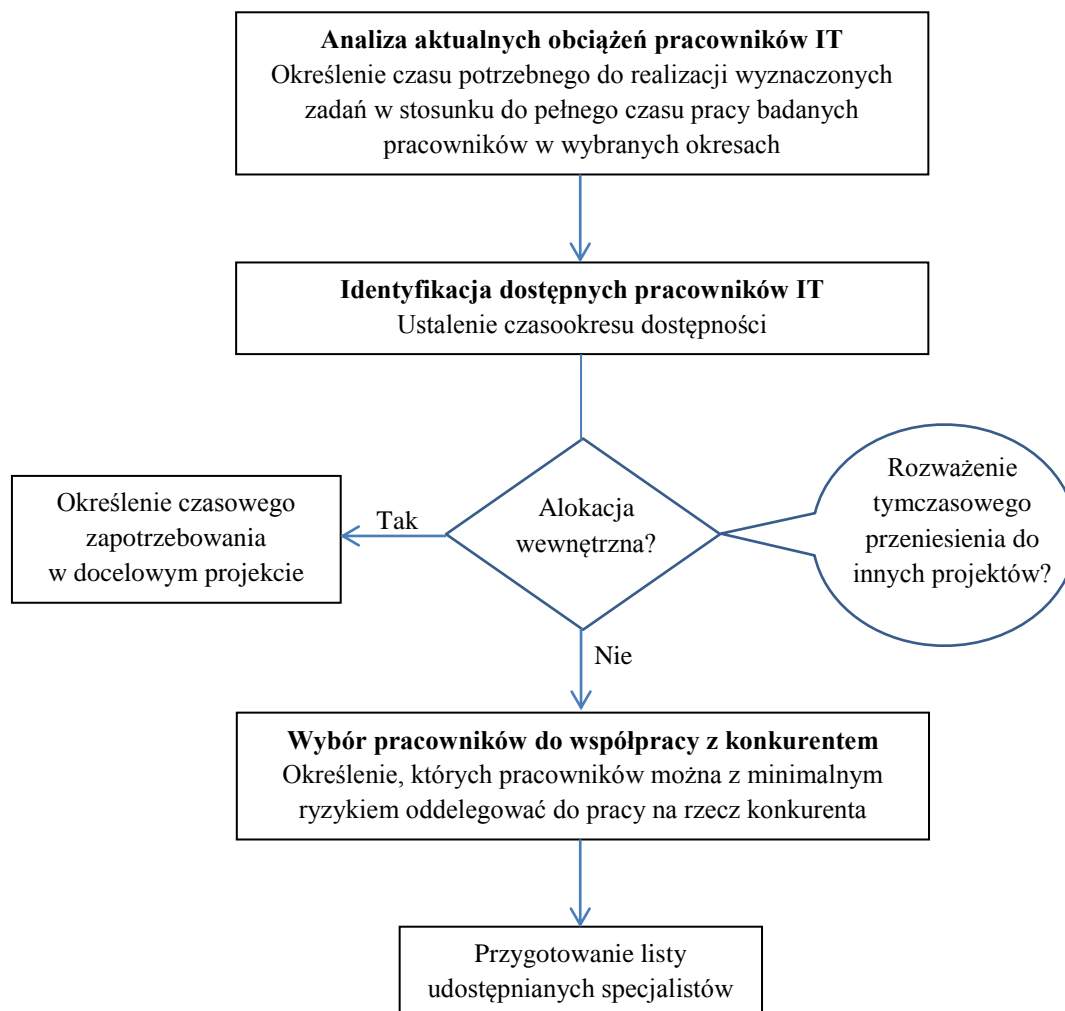 Analiza aktualnych obciążeń pracowników IT
Określenie czasu potrzebnego do realizacji wyznaczonych
zadań w stosunku do pełnego czasu pracy badanych
pracowników w wybranych okresach
Identyfikacja dostępnych pracowników IT
Ustalenie czasookresu dostępności
Określenie czasowego
zapotrzebowania
w docelowym projekcie
Tak
Alokacja
wewnętrzna?
Rozważenie
tymczasowego
przeniesienia do
innych projektów?
Nie
Wybór pracowników do współpracy z konkurentem
Określenie, których pracowników można z minimalnym
ryzykiem oddelegować do pracy na rzecz konkurenta
Przygotowanie listy
udostępnianych specjalistów